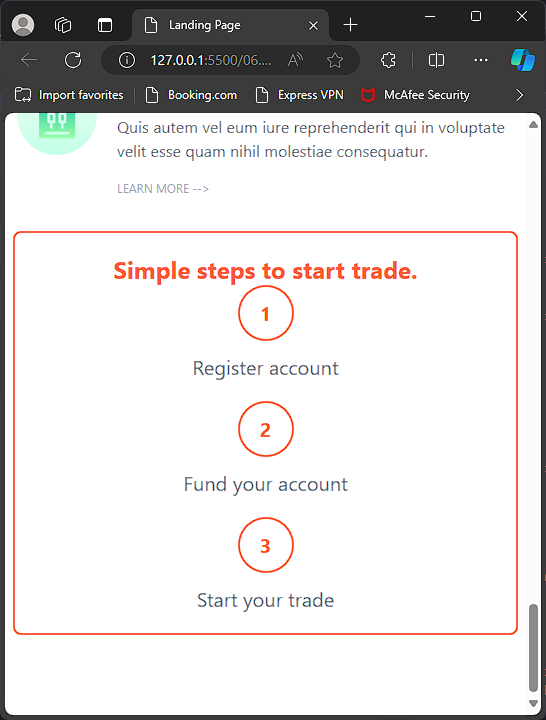 Landing Page
127.0.0.1:5500/06....
Import favorites
Booking.com
Express VPN
McAfee Security
Quis autem vel eum iure reprehenderit qui in voluptate
velit esse quam nihil molestiae consequatur.
LEARN MORE -->
Simple steps to start trade.
1
Register account
2
Fund your account
3
Start your trade